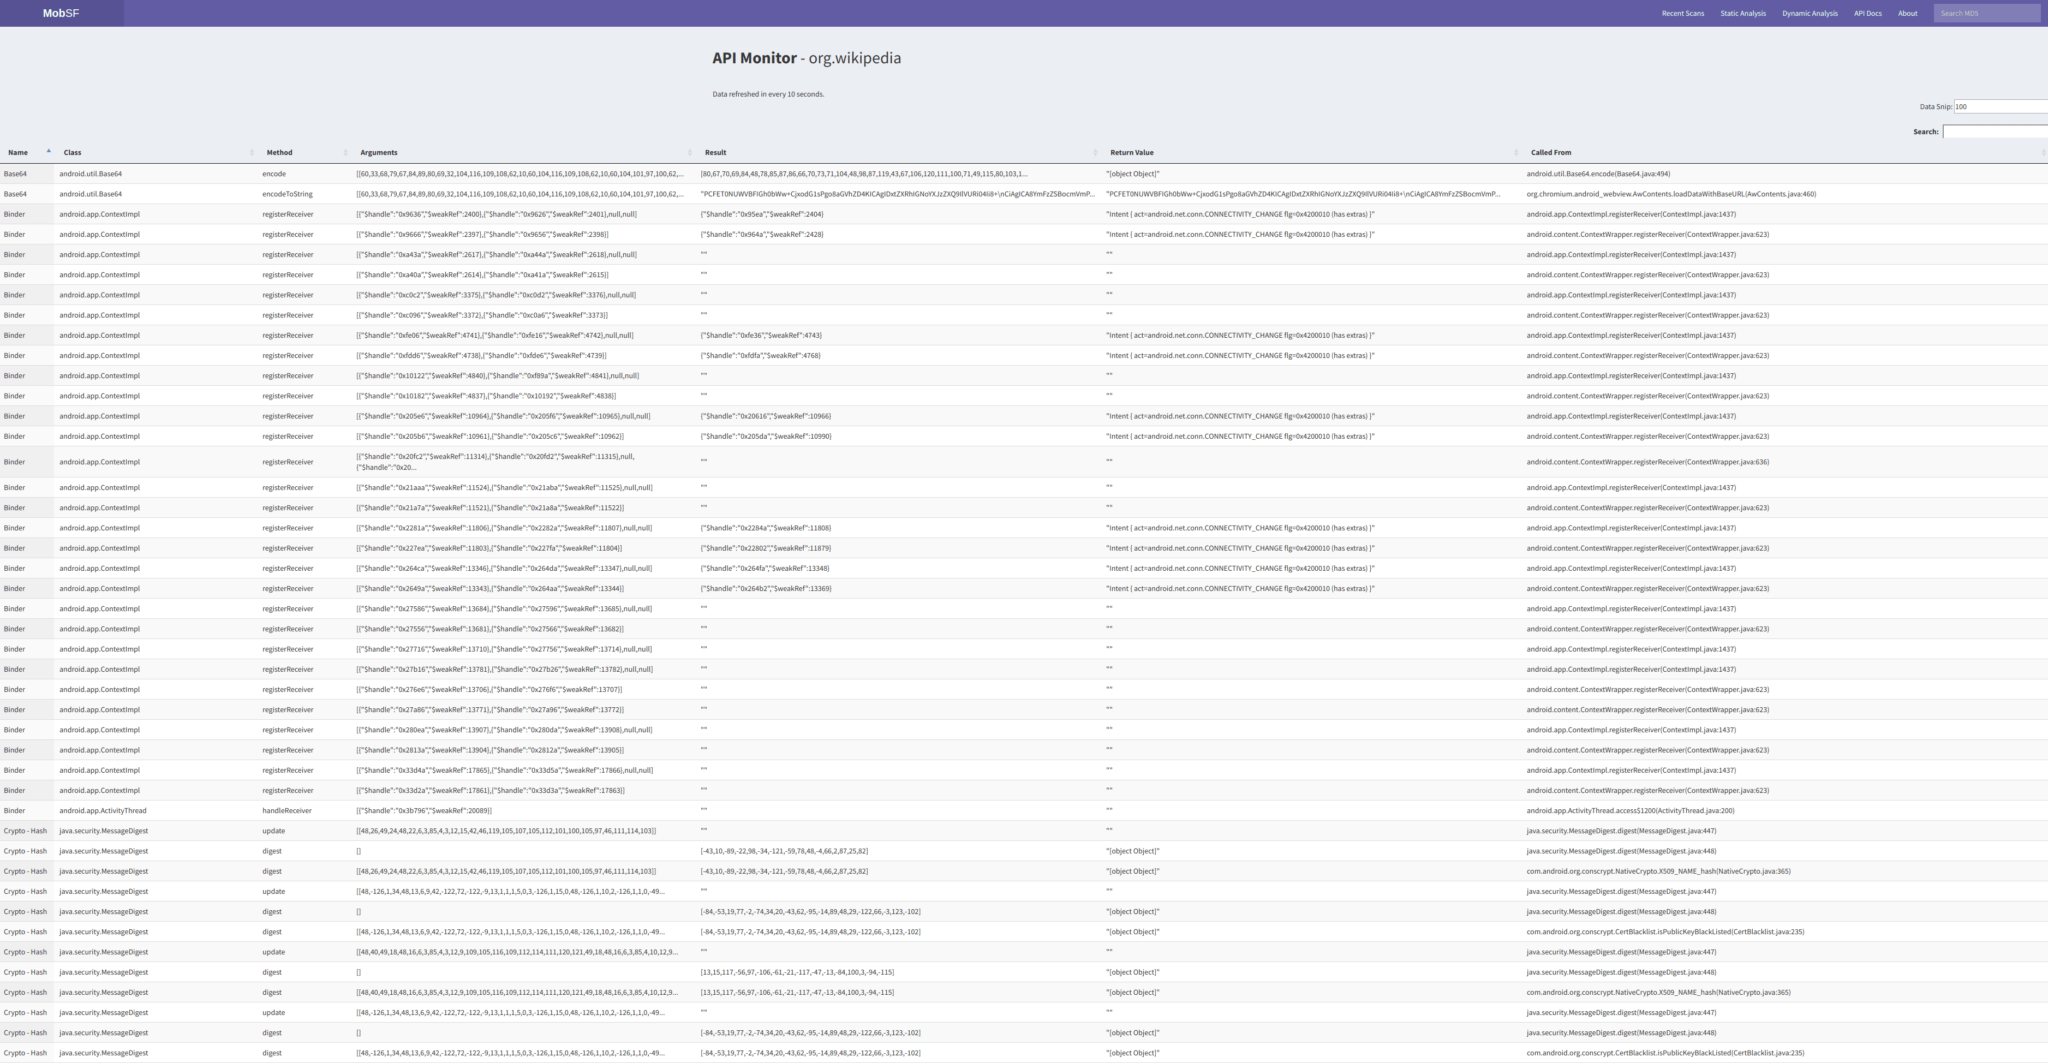 MobSF Recent Scans Static Analysis Dynamic Analysis API Docs About Search MD5
API Monitor - org.wikipedia
Data refreshed in every 10 seconds.
Data Snip: 100
Search:
Name Class Method Arguments Result Return Value Called From
Base64 android.util.Base64 encode [[60,33,68,79,67,84,89,80,69,32,104,116,109,108,62,10,60,104,116,109,108,62,10,60,104,101,97,100,62,... [80,67,70,69,84,48,78,85,87,86,66,70,73,71,104,48,98,87,119,43,67,106,120,111,100,71,49,115,80,103,1... "[object Object]" android.util.Base64.encode(Base64.java:494)
Base64 android.util.Base64 encodeToString [[60,33,68,79,67,84,89,80,69,32,104,116,109,108,62,10,60,104,116,109,108,62,10,60,104,101,97,100,62,... org.chromium.android_webview.AwContents.loadDataWithBaseURL(AwContents.java:460)
Binder android.app.ContextImpl registerReceiver [{"$handle":"0x9636","$weakRef":2400},{"$handle":"0x9626","$weakRef":2401},null,null] {"$handle":"0x95ea","$weakRef":2404} "Intent { act=android.net.conn.CONNECTIVITY_CHANGE flg=0x4200010 (has extras) }" android.app.ContextImpl.registerReceiver(ContextImpl.java:1437)
Binder android.app.ContextImpl registerReceiver [{"$handle":"0x9666","$weakRef":2397},{"$handle":"0x9656","$weakRef":2398}] {"$handle":"0x964a","$weakRef":2428} "Intent { act=android.net.conn.CONNECTIVITY_CHANGE flg=0x4200010 (has extras) }" android.content.ContextWrapper.registerReceiver(ContextWrapper.java:623)
Binder android.app.ContextImpl registerReceiver [{"$handle":"0xa43a","$weakRef":2617},{"$handle":"0xa44a","$weakRef":2618},null,null] "" "" android.app.ContextImpl.registerReceiver(ContextImpl.java:1437)
Binder android.app.ContextImpl registerReceiver [{"$handle":"0xa40a","$weakRef":2614},{"$handle":"0xa41a","$weakRef":2615}] "" "" android.content.ContextWrapper.registerReceiver(ContextWrapper.java:623)
Binder android.app.ContextImpl registerReceiver [{"$handle":"0xc0c2","$weakRef":3375},{"$handle":"0xc0d2","$weakRef":3376},null,null] "" "" android.app.ContextImpl.registerReceiver(ContextImpl.java:1437)
Binder android.app.ContextImpl registerReceiver [{"$handle":"0xc096","$weakRef":3372},{"$handle":"0xc0a6","$weakRef":3373}] "" "" android.content.ContextWrapper.registerReceiver(ContextWrapper.java:623)
Binder android.app.ContextImpl registerReceiver [{"$handle":"0xfe06","$weakRef":4741},{"$handle":"0xfe16","$weakRef":4742},null,null] {"$handle":"0xfe36","$weakRef":4743} "Intent { act=android.net.conn.CONNECTIVITY_CHANGE flg=0x4200010 (has extras) }" android.app.ContextImpl.registerReceiver(ContextImpl.java:1437)
Binder android.app.ContextImpl registerReceiver [{"$handle":"0xfdd6","$weakRef":4738},{"$handle":"0xfde6","$weakRef":4739}] {"$handle":"0xfdfa","$weakRef":4768} "Intent { act=android.net.conn.CONNECTIVITY_CHANGE flg=0x4200010 (has extras) }" android.content.ContextWrapper.registerReceiver(ContextWrapper.java:623)
Binder android.app.ContextImpl registerReceiver [{"$handle":"0x10122","$weakRef":4840},{"$handle":"0xf89a","$weakRef":4841},null,null] "" "" android.app.ContextImpl.registerReceiver(ContextImpl.java:1437)
Binder android.app.ContextImpl registerReceiver [{"$handle":"0x10182","$weakRef":4837},{"$handle":"0x10192","$weakRef":4838}] "" "" android.content.ContextWrapper.registerReceiver(ContextWrapper.java:623)
Binder android.app.ContextImpl registerReceiver [{"$handle":"0x205e6","$weakRef":10964},{"$handle":"0x205f6","$weakRef":10965},null,null] {"$handle":"0x20616","$weakRef":10966} "Intent { act=android.net.conn.CONNECTIVITY_CHANGE flg=0x4200010 (has extras) }" android.app.ContextImpl.registerReceiver(ContextImpl.java:1437)
Binder android.app.ContextImpl registerReceiver [{"$handle":"0x205b6","$weakRef":10961},{"$handle":"0x205c6","$weakRef":10962}] {"$handle":"0x205da","$weakRef":10990} "Intent { act=android.net.conn.CONNECTIVITY_CHANGE flg=0x4200010 (has extras) }" android.content.ContextWrapper.registerReceiver(ContextWrapper.java:623)
Binder android.app.ContextImpl registerReceiver [{"$handle":"0x20fc2","$weakRef":11314},{"$handle":"0x20fd2","$weakRef":11315},null, "" "" android.content.ContextWrapper.registerReceiver(ContextWrapper.java:636)
{"$handle":"0x20...
Binder android.app.ContextImpl registerReceiver [{"$handle":"0x21aaa","$weakRef":11524},{"$handle":"0x21aba","$weakRef":11525},null,null] "" "" android.app.ContextImpl.registerReceiver(ContextImpl.java:1437)
Binder android.app.ContextImpl registerReceiver [{"$handle":"0x21a7a","$weakRef":11521},{"$handle":"0x21a8a","$weakRef":11522}] "" "" android.content.ContextWrapper.registerReceiver(ContextWrapper.java:623)
Binder android.app.ContextImpl registerReceiver [{"$handle":"0x2281a","$weakRef":11806},{"$handle":"0x2282a","$weakRef":11807},null,null] {"$handle":"0x2284a","$weakRef":11808} "Intent { act=android.net.conn.CONNECTIVITY_CHANGE flg=0x4200010 (has extras) }" android.app.ContextImpl.registerReceiver(ContextImpl.java:1437)
Binder android.app.ContextImpl registerReceiver [{"$handle":"0x227ea","$weakRef":11803},{"$handle":"0x227fa","$weakRef":11804}] {"$handle":"0x22802","$weakRef":11879} "Intent { act=android.net.conn.CONNECTIVITY_CHANGE flg=0x4200010 (has extras) }" android.content.ContextWrapper.registerReceiver(ContextWrapper.java:623)
Binder android.app.ContextImpl registerReceiver [{"$handle":"0x264ca","$weakRef":13346},{"$handle":"0x264da","$weakRef":13347},null,null] {"$handle":"0x264fa","$weakRef":13348} "Intent { act=android.net.conn.CONNECTIVITY_CHANGE flg=0x4200010 (has extras) }" android.app.ContextImpl.registerReceiver(ContextImpl.java:1437)
Binder android.app.ContextImpl registerReceiver [{"$handle":"0x2649a","$weakRef":13343},{"$handle":"0x264aa","$weakRef":13344}] {"$handle":"0x264b2","$weakRef":13369} "Intent { act=android.net.conn.CONNECTIVITY_CHANGE flg=0x4200010 (has extras) }" android.content.ContextWrapper.registerReceiver(ContextWrapper.java:623)
Binder android.app.ContextImpl registerReceiver [{"$handle":"0x27586","$weakRef":13684},{"$handle":"0x27596","$weakRef":13685},null,null] "" "" android.app.ContextImpl.registerReceiver(ContextImpl.java:1437)
Binder android.app.ContextImpl registerReceiver [{"$handle":"0x27556","$weakRef":13681},{"$handle":"0x27566","$weakRef":13682}] "" "" android.content.ContextWrapper.registerReceiver(ContextWrapper.java:623)
Binder android.app.ContextImpl registerReceiver [{"$handle":"0x27716","$weakRef":13710},{"$handle":"0x27756","$weakRef":13714},null,null] "" "" android.app.ContextImpl.registerReceiver(ContextImpl.java:1437)
Binder android.app.ContextImpl registerReceiver [{"$handle":"0x27b16","$weakRef":13781},{"$handle":"0x27b26","$weakRef":13782},null,null] "" "" android.app.ContextImpl.registerReceiver(ContextImpl.java:1437)
Binder android.app.ContextImpl registerReceiver [{"$handle":"0x276e6","$weakRef":13706},{"$handle":"0x276f6","$weakRef":13707}] "" "" android.content.ContextWrapper.registerReceiver(ContextWrapper.java:623)
Binder android.app.ContextImpl registerReceiver [{"$handle":"0x27a86","$weakRef":13771},{"$handle":"0x27a96","$weakRef":13772}] "" "" android.content.ContextWrapper.registerReceiver(ContextWrapper.java:623)
Binder android.app.ContextImpl registerReceiver [{"$handle":"0x280ea","$weakRef":13907},{"$handle":"0x280da","$weakRef":13908},null,null] "" "" android.app.ContextImpl.registerReceiver(ContextImpl.java:1437)
Binder android.app.ContextImpl registerReceiver [{"$handle":"0x2813a","$weakRef":13904},{"$handle":"0x2812a","$weakRef":13905}] "" "" android.content.ContextWrapper.registerReceiver(ContextWrapper.java:623)
Binder android.app.ContextImpl registerReceiver [{"$handle":"0x33d4a","$weakRef":17865},{"$handle":"0x33d5a","$weakRef":17866},null,null] "" "" android.app.ContextImpl.registerReceiver(ContextImpl.java:1437)
Binder android.app.ContextImpl registerReceiver [{"$handle":"0x33d2a","$weakRef":17861},{"$handle":"0x33d3a","$weakRef":17863}] "" "" android.content.ContextWrapper.registerReceiver(ContextWrapper.java:623)
Binder android.app.ActivityThread handleReceiver [{"$handle":"0x3b796","$weakRef":20089}] "" "" android.app.ActivityThread.access$1200(ActivityThread.java:200)
Crypto - Hash java.security.MessageDigest update [[48,26,49,24,48,22,6,3,85,4,3,12,15,42,46,119,105,107,105,112,101,100,105,97,46,111,114,103]] "" "" java.security.MessageDigest.digest(MessageDigest.java:447)
Crypto - Hash java.security.MessageDigest digest [] [-43,10,-89,-22,98,-34,-121,-59,78,48,-4,66,2,87,25,82] "[object Object]" java.security.MessageDigest.digest(MessageDigest.java:448)
Crypto - Hash java.security.MessageDigest digest [[48,26,49,24,48,22,6,3,85,4,3,12,15,42,46,119,105,107,105,112,101,100,105,97,46,111,114,103]] [-43,10,-89,-22,98,-34,-121,-59,78,48,-4,66,2,87,25,82] "[object Object]" com.android.org.conscrypt.NativeCrypto.X509_NAME_hash(NativeCrypto.java:365)
Crypto - Hash java.security.MessageDigest update [[48,-126,1,34,48,13,6,9,42,-122,72,-122,-9,13,1,1,1,5,0,3,-126,1,15,0,48,-126,1,10,2,-126,1,1,0,-49... "" "" java.security.MessageDigest.digest(MessageDigest.java:447)
Crypto - Hash java.security.MessageDigest digest [] [-84,-53,19,77,-2,-74,34,20,-43,62,-95,-14,89,48,29,-122,66,-3,123,-102] "[object Object]" java.security.MessageDigest.digest(MessageDigest.java:448)
Crypto - Hash java.security.MessageDigest digest [[48,-126,1,34,48,13,6,9,42,-122,72,-122,-9,13,1,1,1,5,0,3,-126,1,15,0,48,-126,1,10,2,-126,1,1,0,-49... [-84,-53,19,77,-2,-74,34,20,-43,62,-95,-14,89,48,29,-122,66,-3,123,-102] "[object Object]" com.android.org.conscrypt.CertBlacklist.isPublicKeyBlackListed(CertBlacklist.java:235)
Crypto - Hash java.security.MessageDigest update [[48,40,49,18,48,16,6,3,85,4,3,12,9,109,105,116,109,112,114,111,120,121,49,18,48,16,6,3,85,4,10,12,9... "" "" java.security.MessageDigest.digest(MessageDigest.java:447)
Crypto - Hash java.security.MessageDigest digest [] [13,15,117,-56,97,-106,-61,-21,-117,-47,-13,-84,100,3,-94,-115] "[object Object]" java.security.MessageDigest.digest(MessageDigest.java:448)
Crypto - Hash java.security.MessageDigest digest [[48,40,49,18,48,16,6,3,85,4,3,12,9,109,105,116,109,112,114,111,120,121,49,18,48,16,6,3,85,4,10,12,9... [13,15,117,-56,97,-106,-61,-21,-117,-47,-13,-84,100,3,-94,-115] "[object Object]" com.android.org.conscrypt.NativeCrypto.X509_NAME_hash(NativeCrypto.java:365)
Crypto - Hash java.security.MessageDigest update [[48,-126,1,34,48,13,6,9,42,-122,72,-122,-9,13,1,1,1,5,0,3,-126,1,15,0,48,-126,1,10,2,-126,1,1,0,-49... "" "" java.security.MessageDigest.digest(MessageDigest.java:447)
Crypto - Hash java.security.MessageDigest digest [] [-84,-53,19,77,-2,-74,34,20,-43,62,-95,-14,89,48,29,-122,66,-3,123,-102] "[object Object]" java.security.MessageDigest.digest(MessageDigest.java:448)
Crypto - Hash java.security.MessageDigest digest [[48,-126,1,34,48,13,6,9,42,-122,72,-122,-9,13,1,1,1,5,0,3,-126,1,15,0,48,-126,1,10,2,-126,1,1,0,-49... [-84,-53,19,77,-2,-74,34,20,-43,62,-95,-14,89,48,29,-122,66,-3,123,-102] "[object Object]" com.android.org.conscrypt.CertBlacklist.isPublicKeyBlackListed(CertBlacklist.java:235)